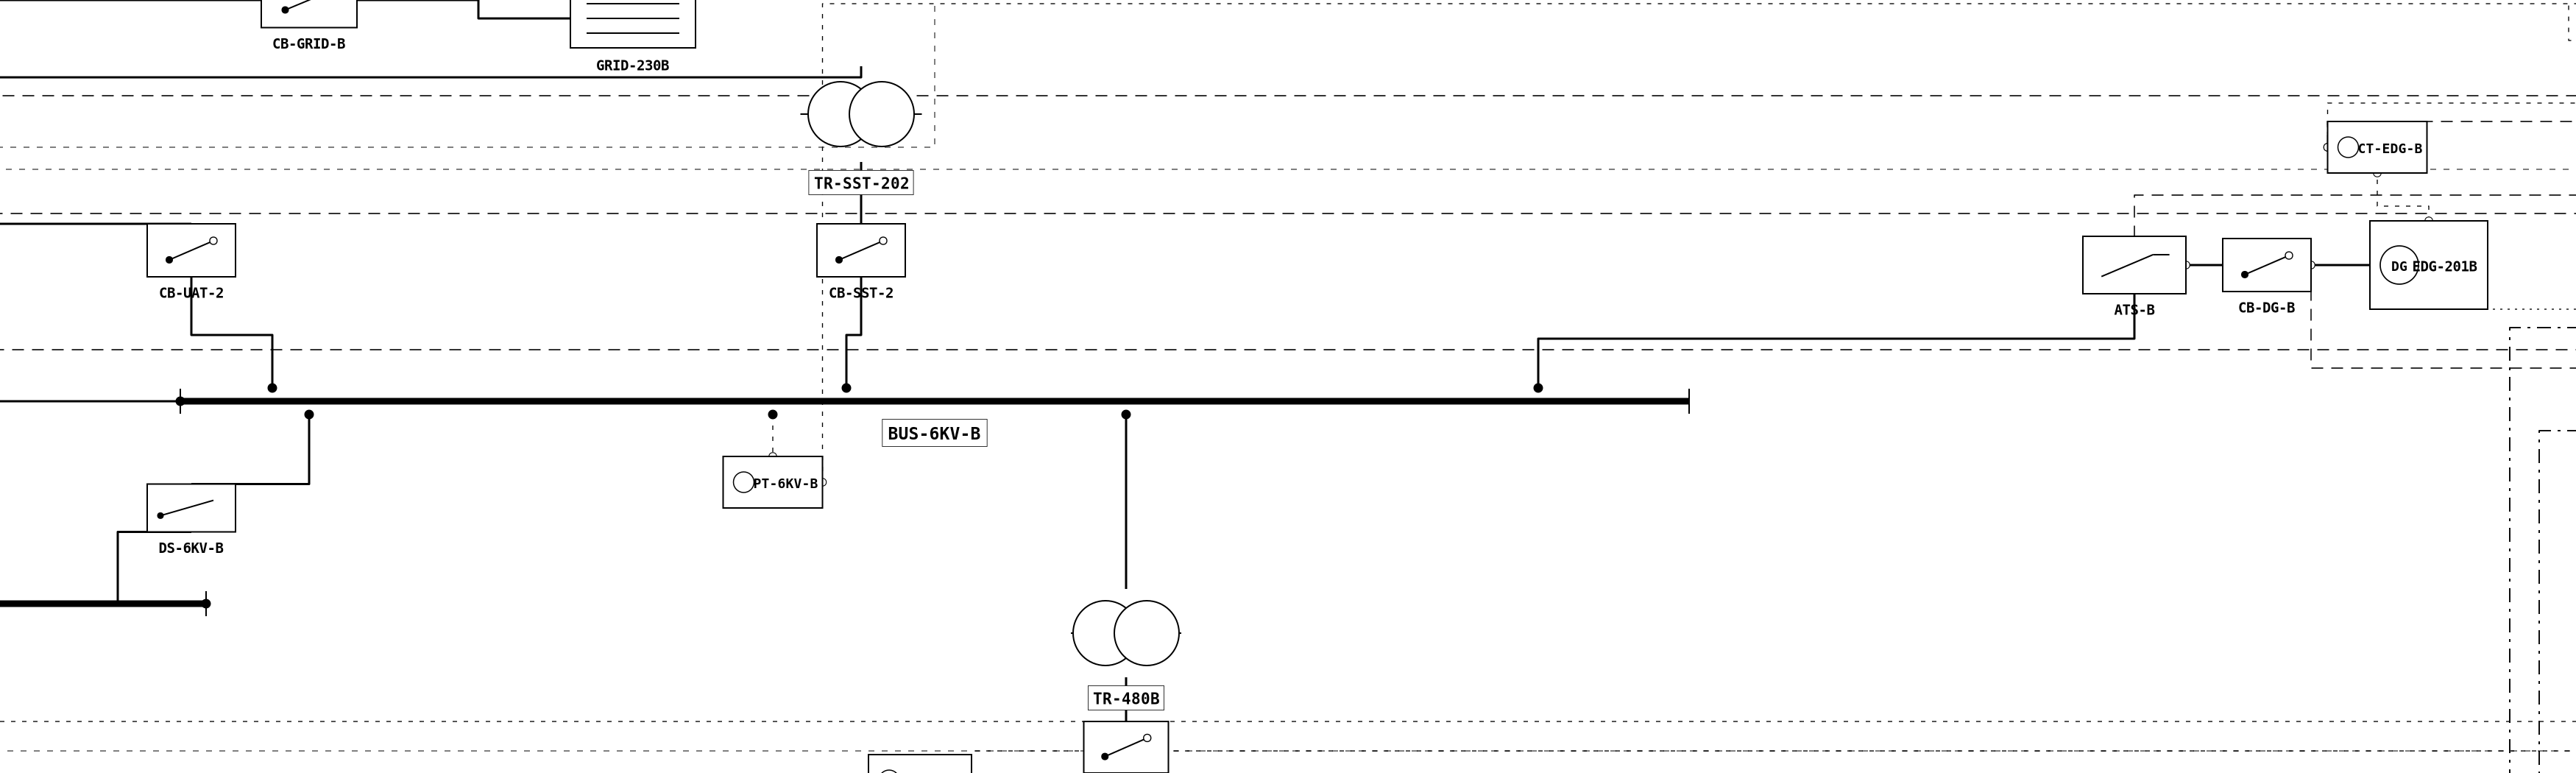 CB-GRID-B
GRID-230B
CT-EDG-B
TR-SST-202
DG EDG-201B
CB-UAT-2
CB-SST-2
ATS-B
CB-DG-B
BUS-6KV-B
PT-6KV-B
DS-6KV-B
TR-480B